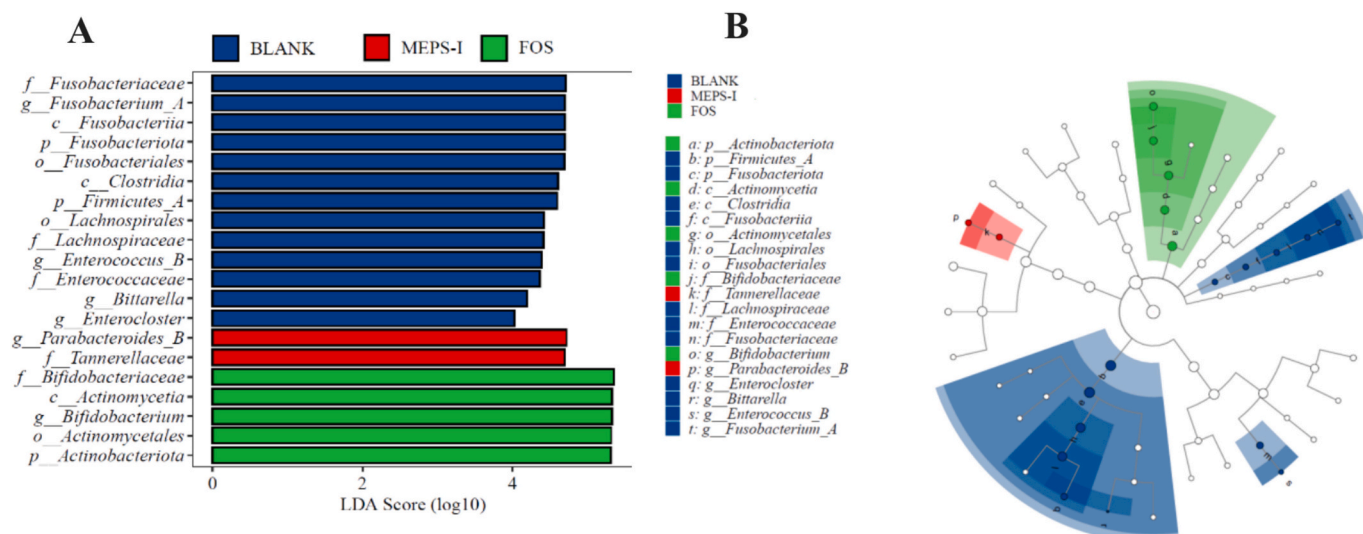 A
BLANK MEPS-I FOS
f__Fusobacteriaceae
g__Fusobacterium_A
c__Fusobacteriia
p__Fusobacteriota
o__Fusobacteriales
c__Clostridia
p__Firmicutes_A
o__Lachnospirales
f__Lachnospiraceae
g__Enterococcus_B
f__Enterococcaceae
g__Bittarella
g__Enterocloster
g__Parabacteroides_B
f__Tannerellaceae
f__Bifidobacteriaceae
c__Actinomycetia
g__Bifidobacterium
o__Actinomycetales
p__Actinobacteriota
0 2 4
LDA Score (log10)
B
BLANK
MEPS-I
FOS
a: p__Actinobacteriota
b: p__Firmicutes_A
c: p__Fusobacteriota
d: c__Actinomycetia
e: c__Clostridia
f: c__Fusobacteriia
g: o__Actinomycetales
h: o__Lachnospirales
i: o__Fusobacteriales
j: f__Bifidobacteriaceae
k: f__Tannerellaceae
l: f__Lachnospiraceae
m: f__Enterococcaceae
n: f__Fusobacteriaceae
o: g__Bifidobacterium
p: g__Parabacteroides_B
q: g__Enterocloster
r: g__Bittarella
s: g__Enterococcus_B
t: g__Fusobacterium_A
o
j
g
d
a
p
k
t
f
c
b
e
h
l
q
r
m
s